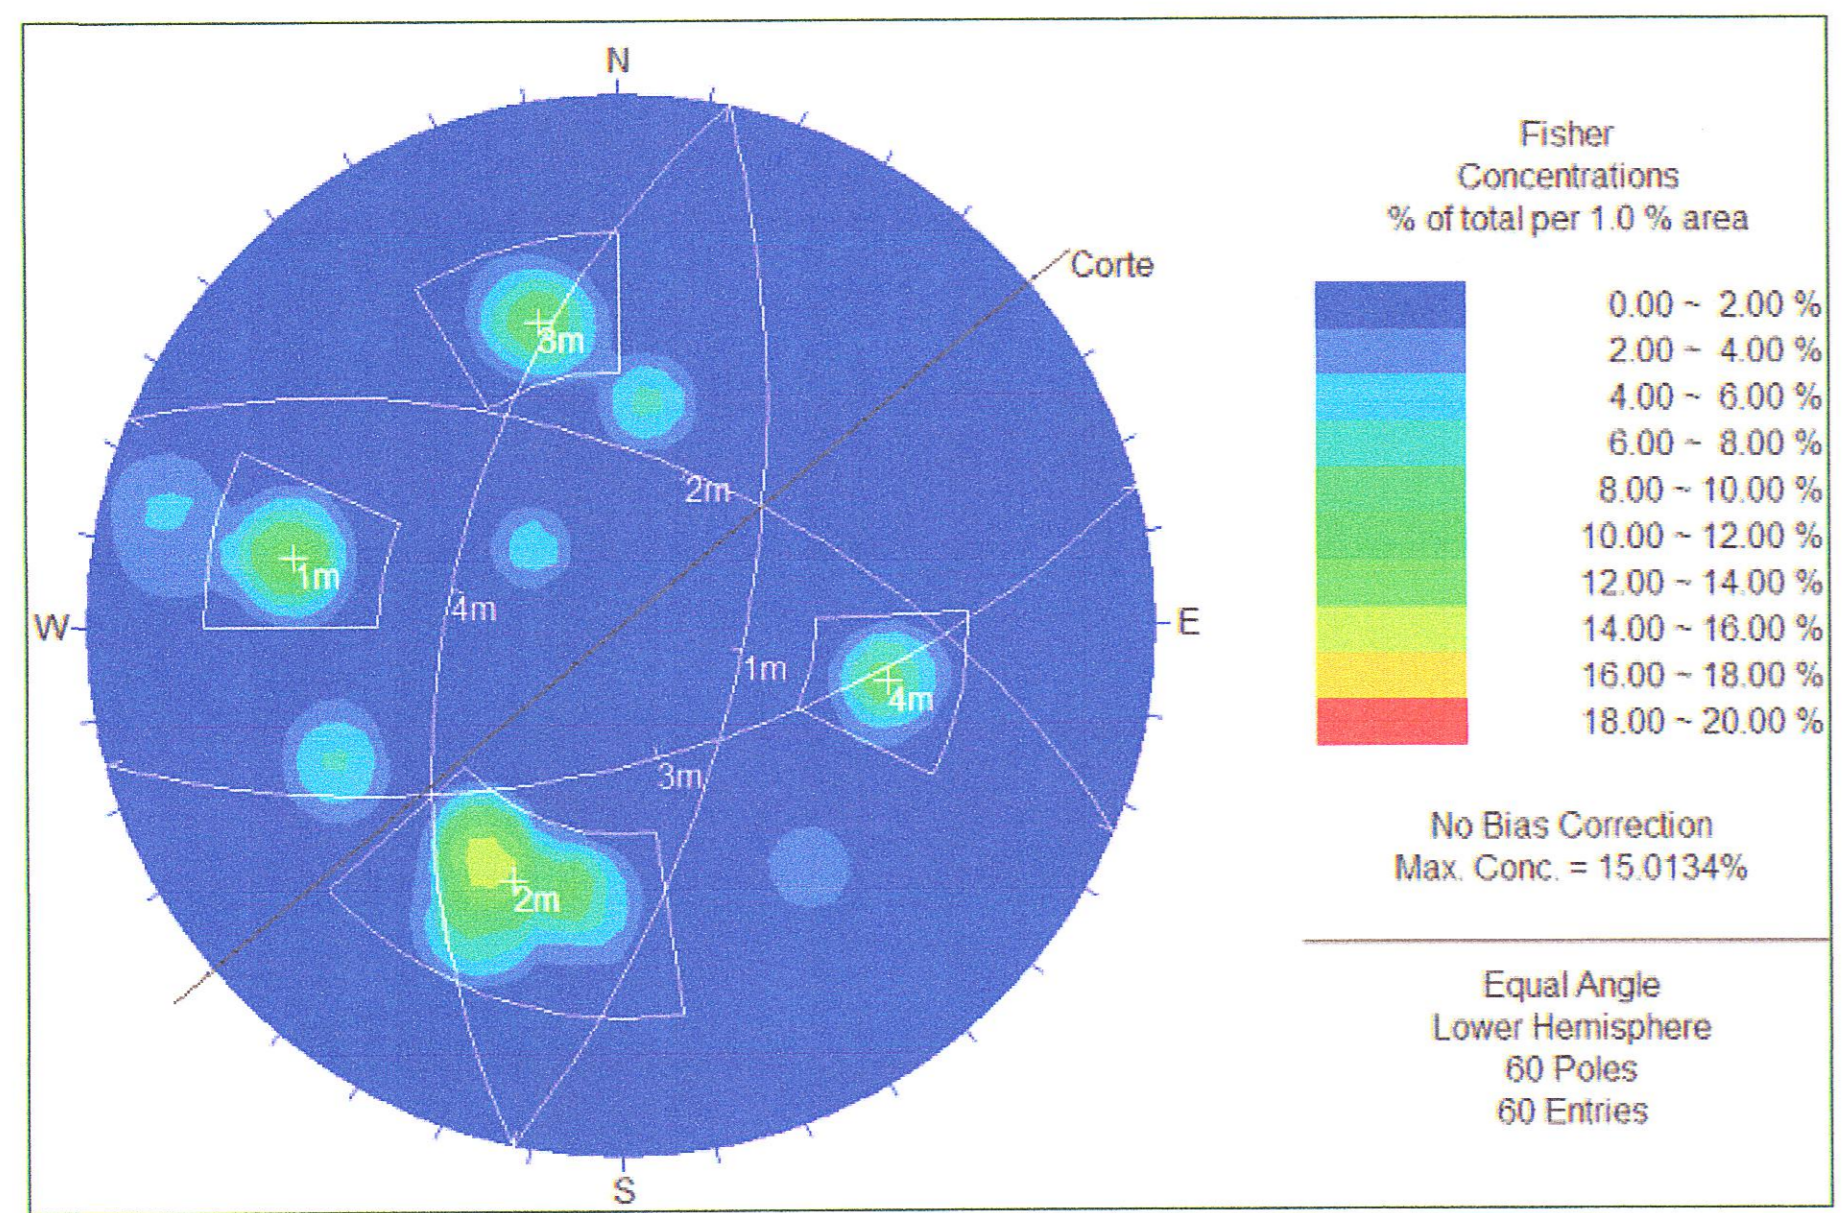 N
Corte
3m
2m
1m
4m
W
E
1m
4m
3m
2m
S
Fisher
Concentrations
% of total per 1.0 % area
0.00 ~ 2.00 %
2.00 ~ 4.00 %
4.00 ~ 6.00 %
6.00 ~ 8.00 %
8.00 ~ 10.00 %
10.00 ~ 12.00 %
12.00 ~ 14.00 %
14.00 ~ 16.00 %
16.00 ~ 18.00 %
18.00 ~ 20.00 %
No Bias Correction
Max. Conc. = 15.0134%
Equal Angle
Lower Hemisphere
60 Poles
60 Entries